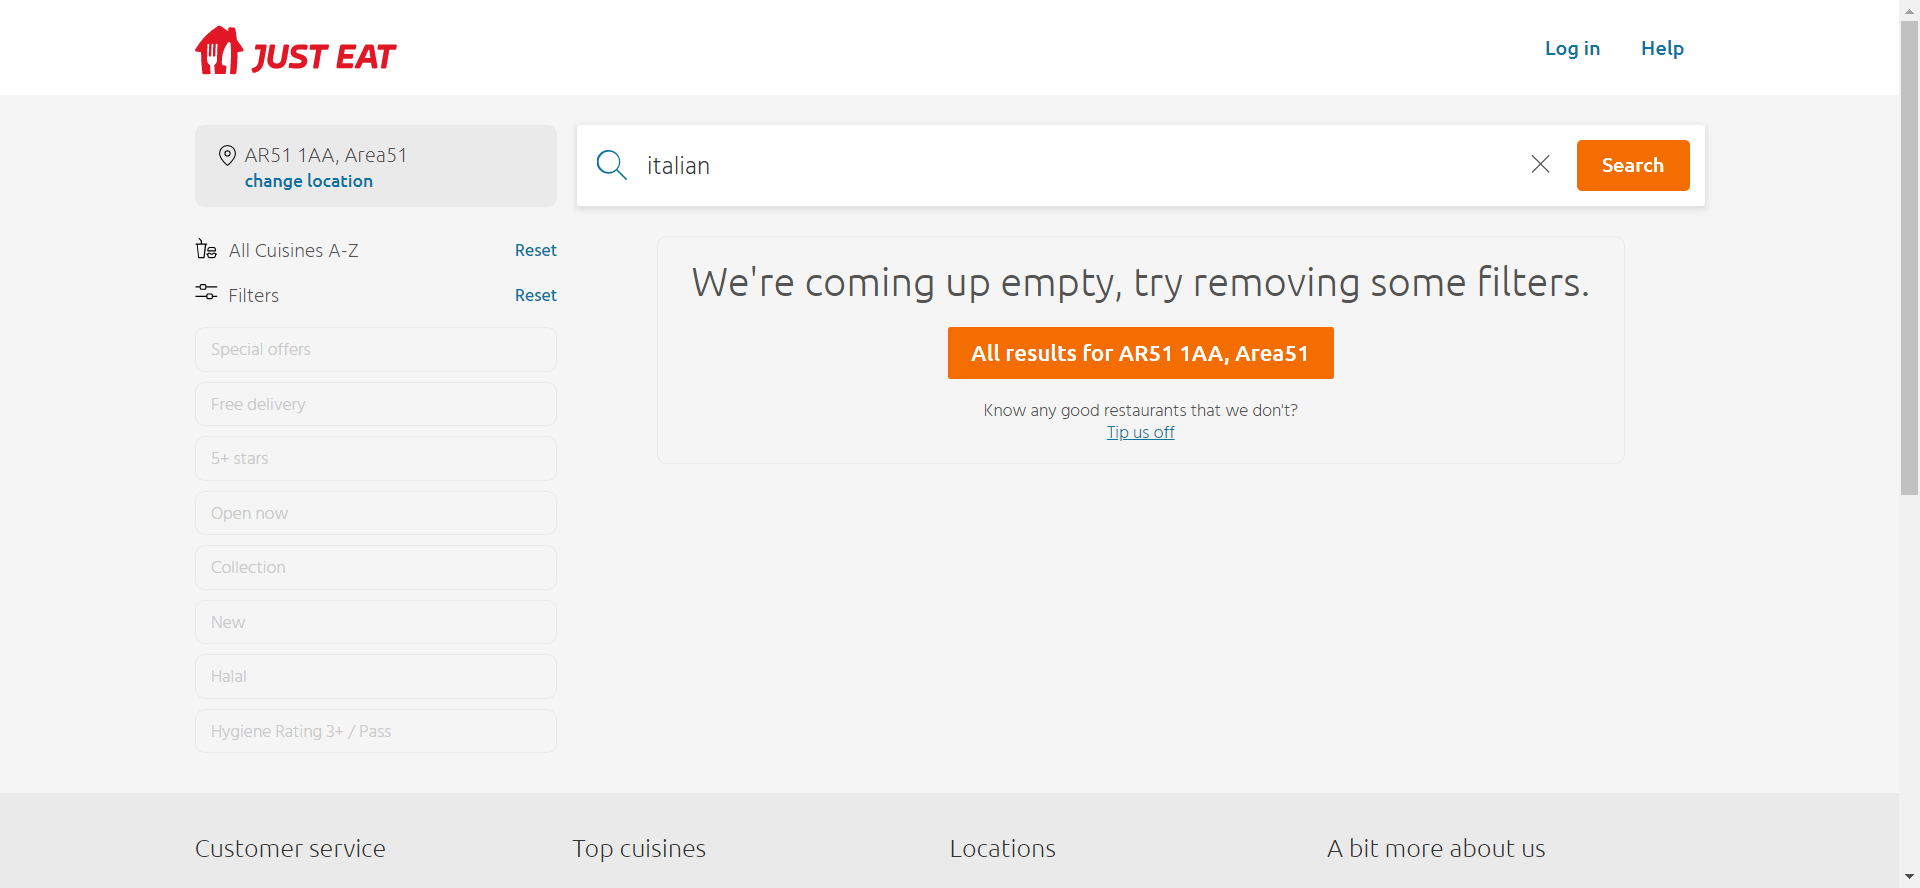 JUST EAT
Log in
Help
AR51 1AA, Area51
change location
italian
Search
All Cuisines A-Z
Reset
Filters
Reset
Special offers
Free delivery
5+ stars
Open now
Collection
New
Halal
Hygiene Rating 3+ / Pass
We're coming up empty, try removing some filters.
All results for AR51 1AA, Area51
Know any good restaurants that we don't?
Tip us off
Customer service
Top cuisines
Locations
A bit more about us